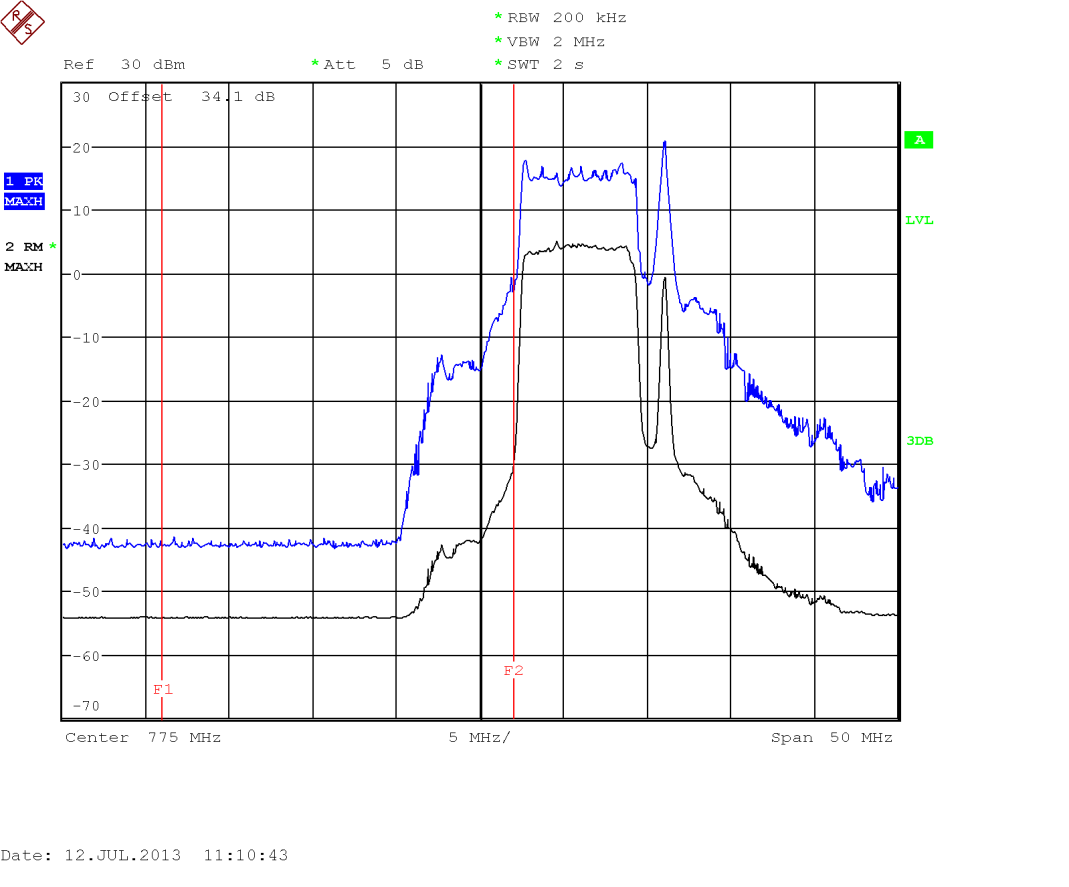 R S
* RBW 200 kHz
* VBW 2 MHz
Ref 30 dBm * Att 5 dB * SWT 2 s
30 Offset 34.1 dB
A
20
1 PK
MAXH
10
LVL
2 RM *
MAXH
0
-10
-20
3DB
-30
-40
-50
-60
F2
F1
-70
Center 775 MHz 5 MHz/ Span 50 MHz
Date: 12.JUL.2013 11:10:43